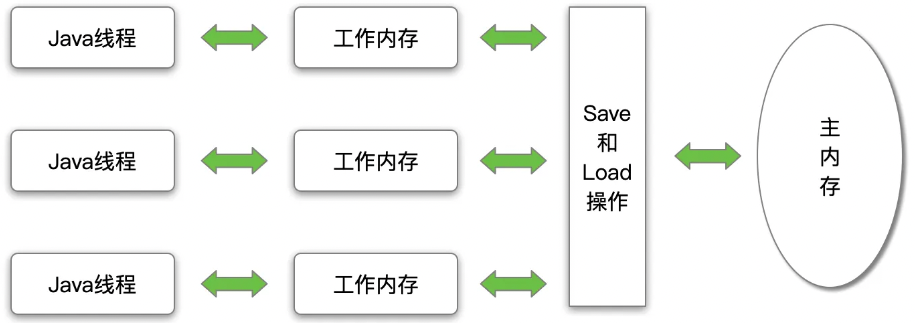 Java线程
工作内存
Java线程
工作内存
Java线程
工作内存
Save
和
Load
操作
主
内
存